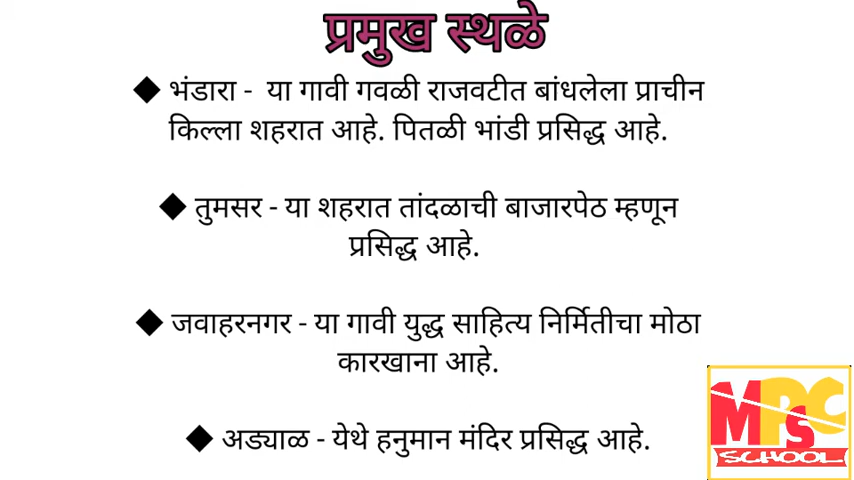 प्रमुख स्थळे
◆ भंडारा - या गावी गवळी राजवटीत बांधलेला प्राचीन
किल्ला शहरात आहे. पितळी भांडी प्रसिद्ध आहे.
◆ तुमसर - या शहरात तांदळाची बाजारपेठ म्हणून
प्रसिद्ध आहे.
◆ जवाहरनगर - या गावी युद्ध साहित्य निर्मितीचा मोठा
कारखाना आहे.
◆ अड्याळ - येथे हनुमान मंदिर प्रसिद्ध आहे.
MPSC
SCHOOL